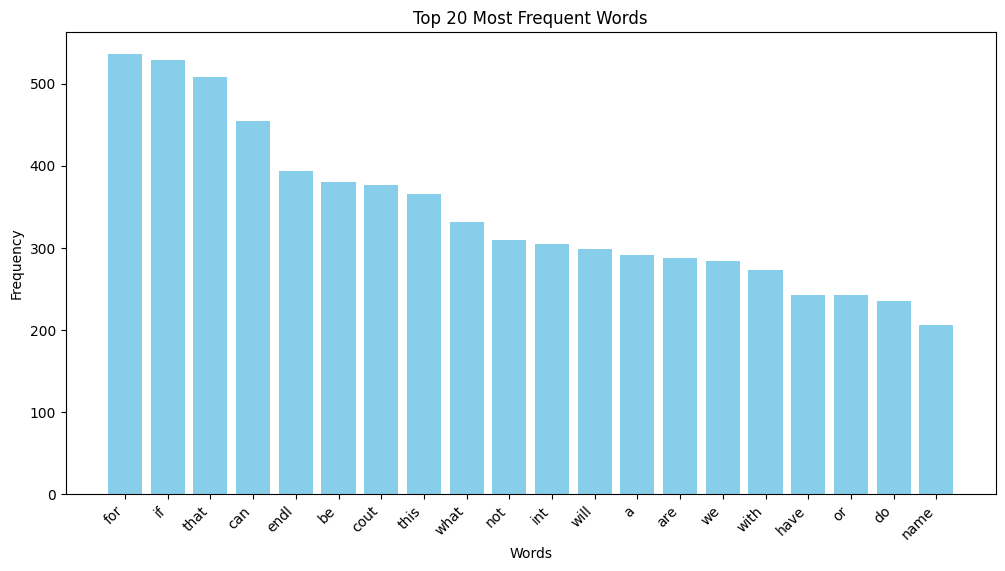 Top 20 Most Frequent Words
500
400
300
200
100
0
Frequency
for if that can endl be cout this what not int will a are we with have or do name
Words